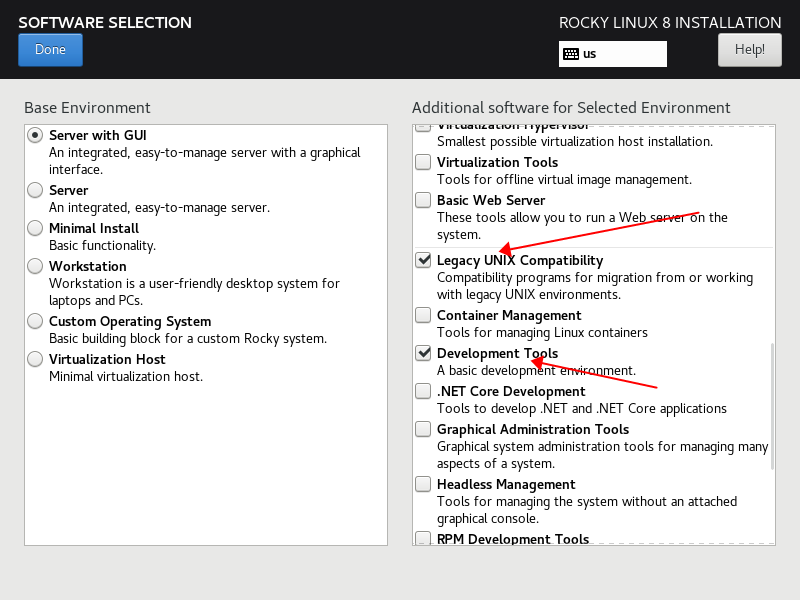 SOFTWARE SELECTION
ROCKY LINUX 8 INSTALLATION
Done
us
Help!
Base Environment
Server with GUI
An integrated, easy-to-manage server with a graphical
interface.
Server
An integrated, easy-to-manage server.
Minimal Install
Basic functionality.
Workstation
Workstation is a user-friendly desktop system for
laptops and PCs.
Custom Operating System
Basic building block for a custom Rocky system.
Virtualization Host
Minimal virtualization host.
Additional software for Selected Environment
Virtualization Hypervisor
Smallest possible virtualization host installation.
Virtualization Tools
Tools for offline virtual image management.
Basic Web Server
These tools allow you to run a Web server on the
system.
Legacy UNIX Compatibility
Compatibility programs for migration from or working
with legacy UNIX environments.
Container Management
Tools for managing Linux containers
Development Tools
A basic development environment.
.NET Core Development
Tools to develop .NET and .NET Core applications
Graphical Administration Tools
Graphical system administration tools for managing many
aspects of a system.
Headless Management
Tools for managing the system without an attached
graphical console.
RPM Development Tools